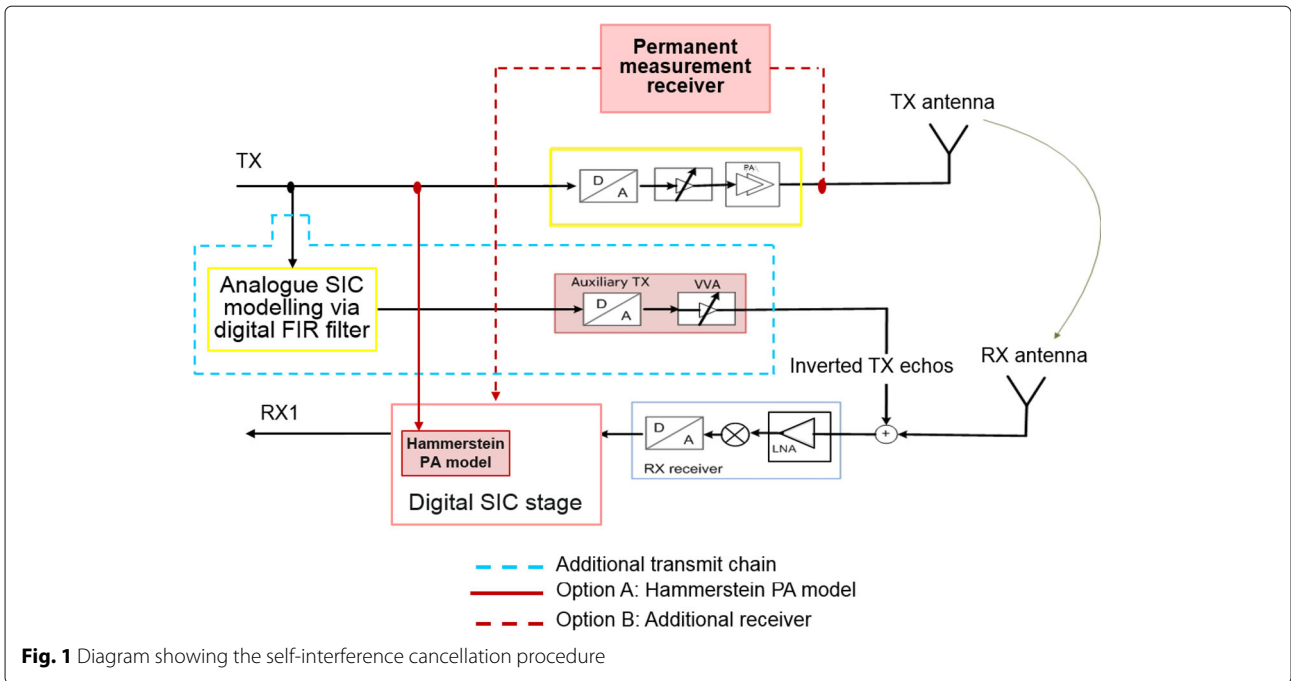 Permanent
measurement
receiver
TX antenna
TX
D
A
PA
Analogue SIC
modelling via
digital FIR filter
Auxiliary TX
D
A
VVA
Inverted TX echos
RX antenna
RX1
Hammerstein
PA model
Digital SIC stage
D
A
LNA
RX receiver
+
Additional transmit chain
Option A: Hammerstein PA model
Option B: Additional receiver
Fig. 1 Diagram showing the self-interference cancellation procedure